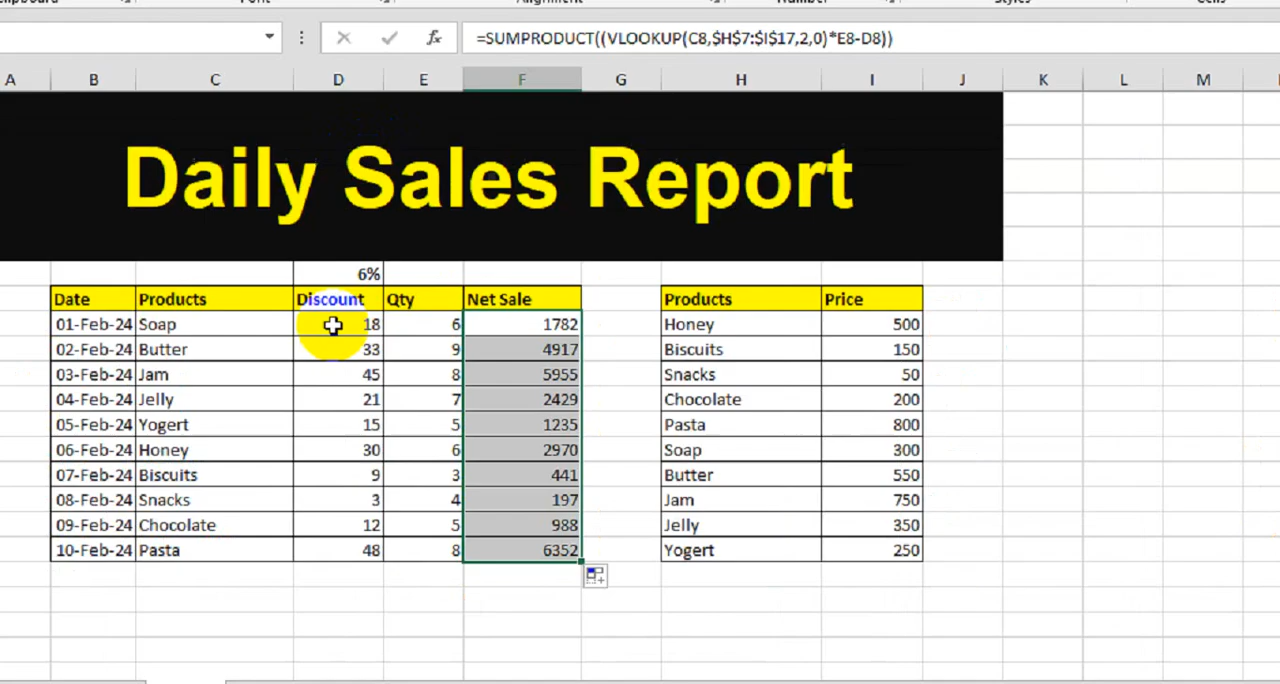 Font
Alignment
Number
Styles
Cells
=SUMPRODUCT((VLOOKUP(C8,$H$7:$I$17,2,0)*E8-D8))
A B C D E F G H I J K L M
Daily Sales Report
6%
Date Products Discount Qty Net Sale Products Price
01-Feb-24 Soap 18 6 1782 Honey 500
02-Feb-24 Butter 33 9 4917 Biscuits 150
03-Feb-24 Jam 45 8 5955 Snacks 50
04-Feb-24 Jelly 21 7 2429 Chocolate 200
05-Feb-24 Yogert 15 5 1235 Pasta 800
06-Feb-24 Honey 30 6 2970 Soap 300
07-Feb-24 Biscuits 9 3 441 Butter 550
08-Feb-24 Snacks 3 4 197 Jam 750
09-Feb-24 Chocolate 12 5 988 Jelly 350
10-Feb-24 Pasta 48 8 6352 Yogert 250